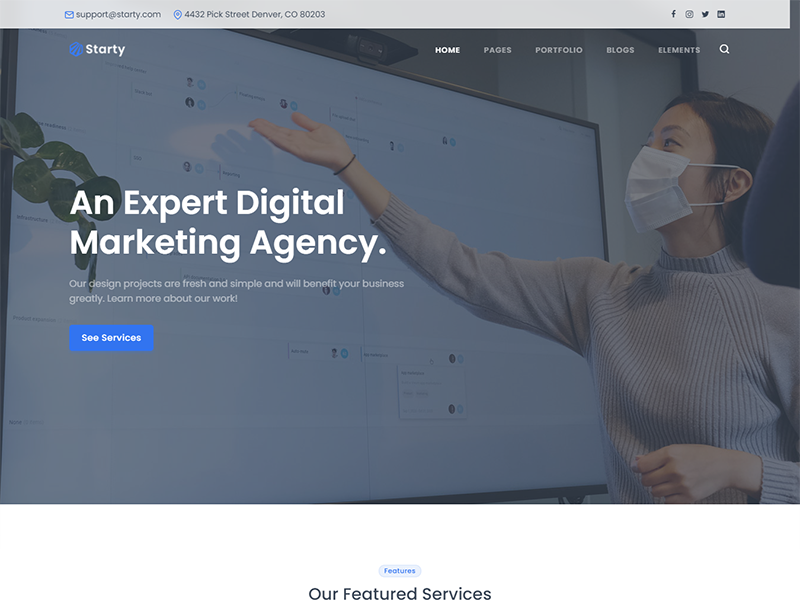 support@starty.com 4432 Pick Street Denver, CO 80203
Starty HOME PAGES PORTFOLIO BLOGS ELEMENTS
An Expert Digital
Marketing Agency.
Our design projects are fresh and simple and will benefit your business
greatly. Learn more about our work!
See Services
Features
Our Featured Services